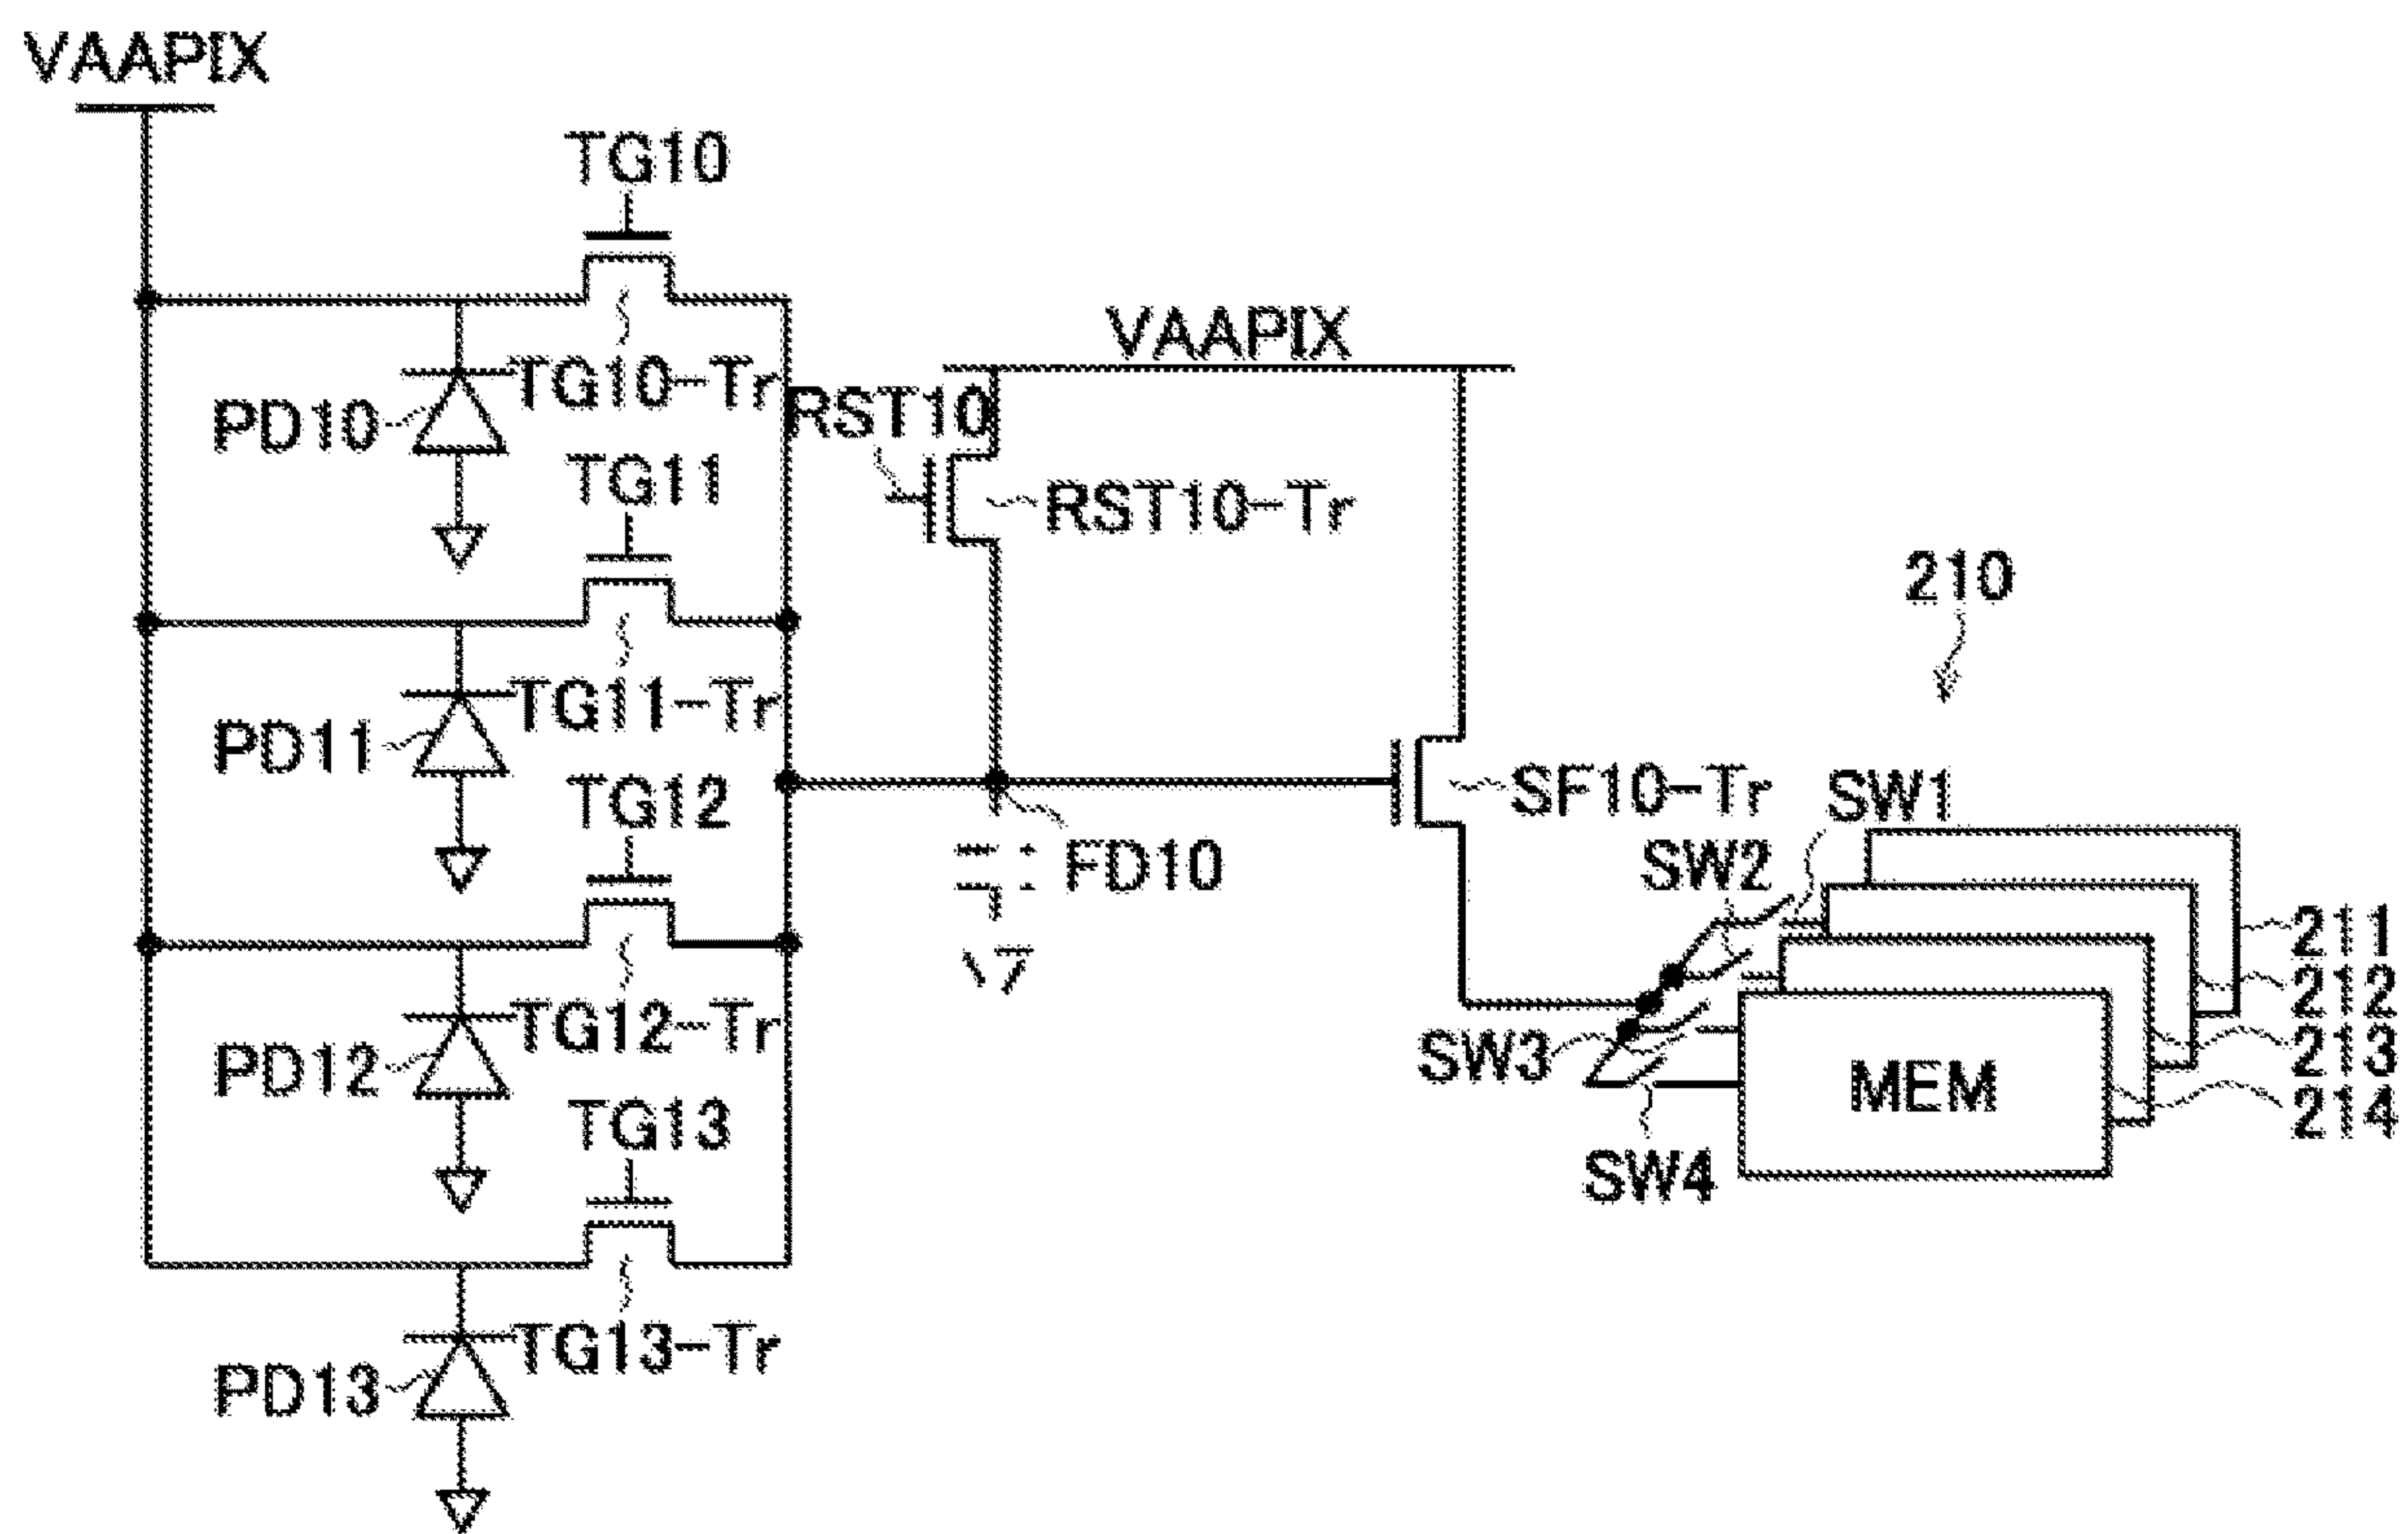 VAAPIX
TG10
TG10-Tr
PD10
TG11
TG11-Tr
PD11
TG12
TG12-Tr
PD12
TG13
TG13-Tr
PD13
VAAPIX
RST10
RST10-Tr
FD10
SF10-Tr
210
SW1
SW2
SW3
SW4
MEM
211
212
213
214